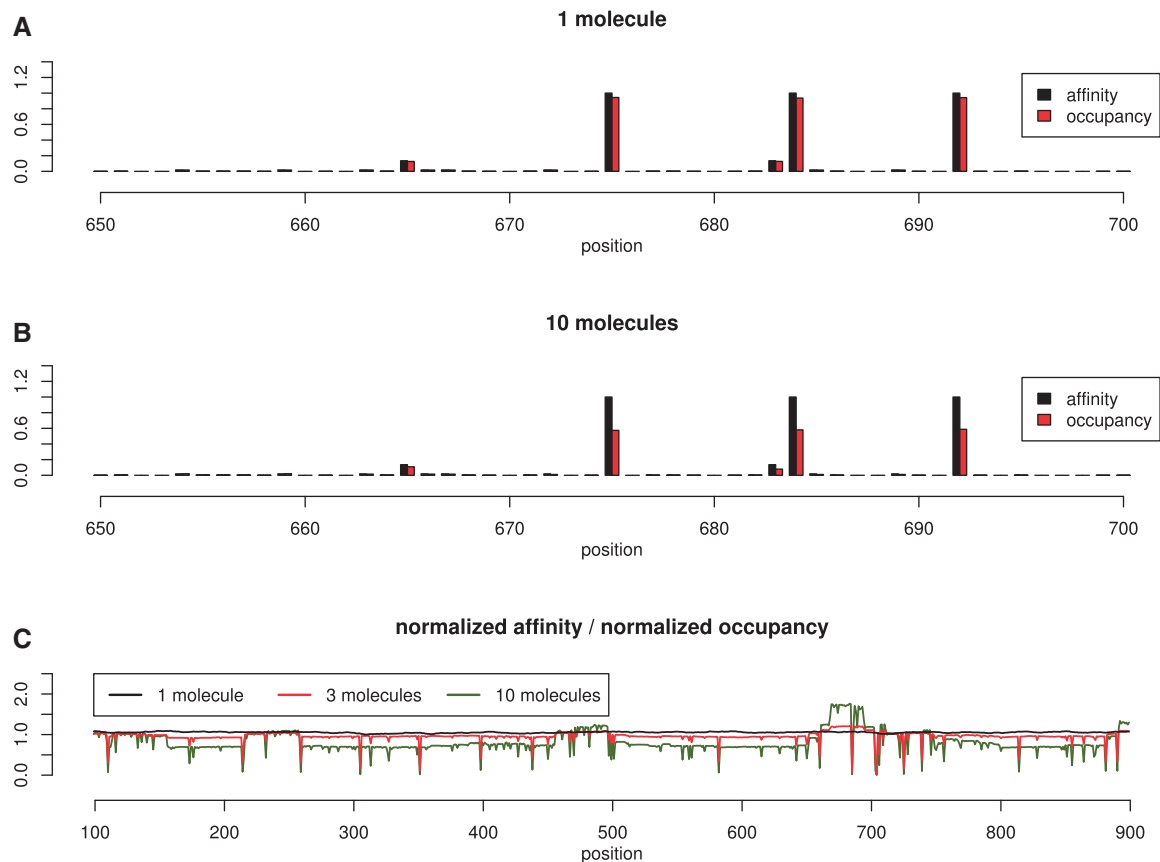 A
1 molecule
0.0 0.6 1.2
affinity
occupancy
650 660 670 680 690 700
position
B
10 molecules
0.0 0.6 1.2
affinity
occupancy
650 660 670 680 690 700
position
C
normalized affinity / normalized occupancy
0.0 1.0 2.0
1 molecule 3 molecules 10 molecules
100 200 300 400 500 600 700 800 900
position